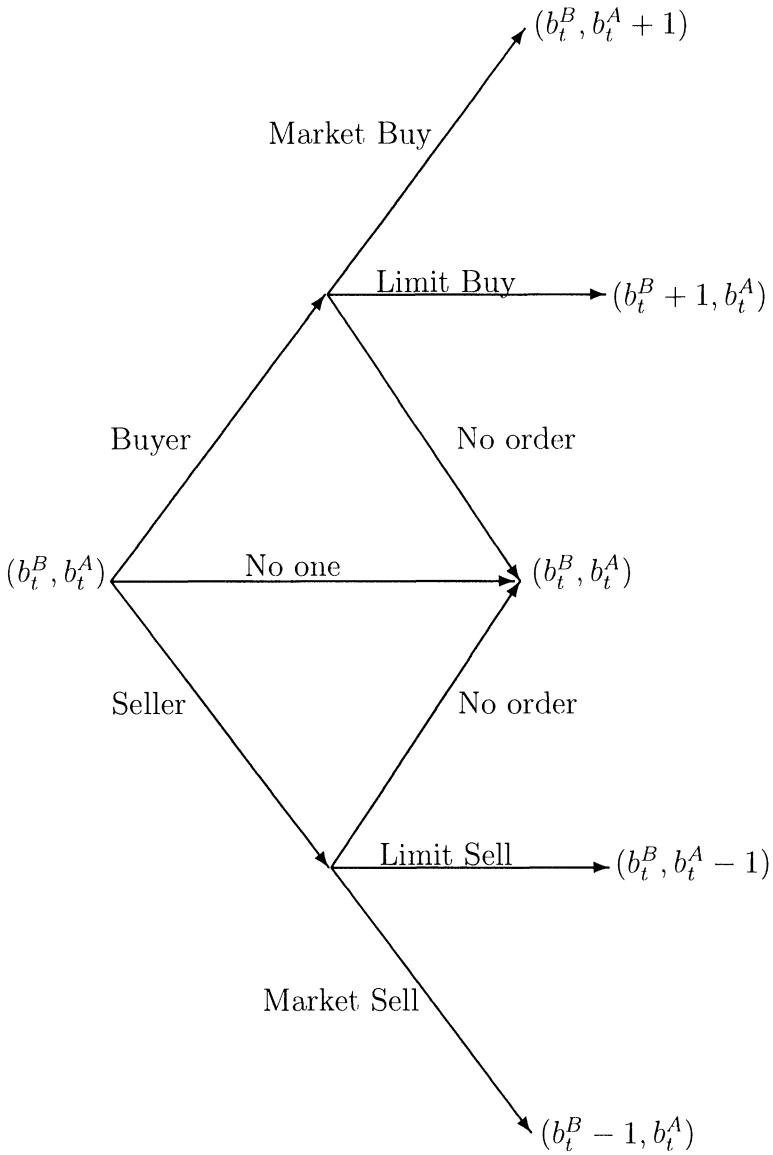 $(b_t^B, b_t^A + 1)$
Market Buy
Limit Buy
$(b_t^B + 1, b_t^A)$
Buyer
No order
$(b_t^B, b_t^A)$
No one
$(b_t^B, b_t^A)$
Seller
No order
Limit Sell
$(b_t^B, b_t^A - 1)$
Market Sell
$(b_t^B - 1, b_t^A)$